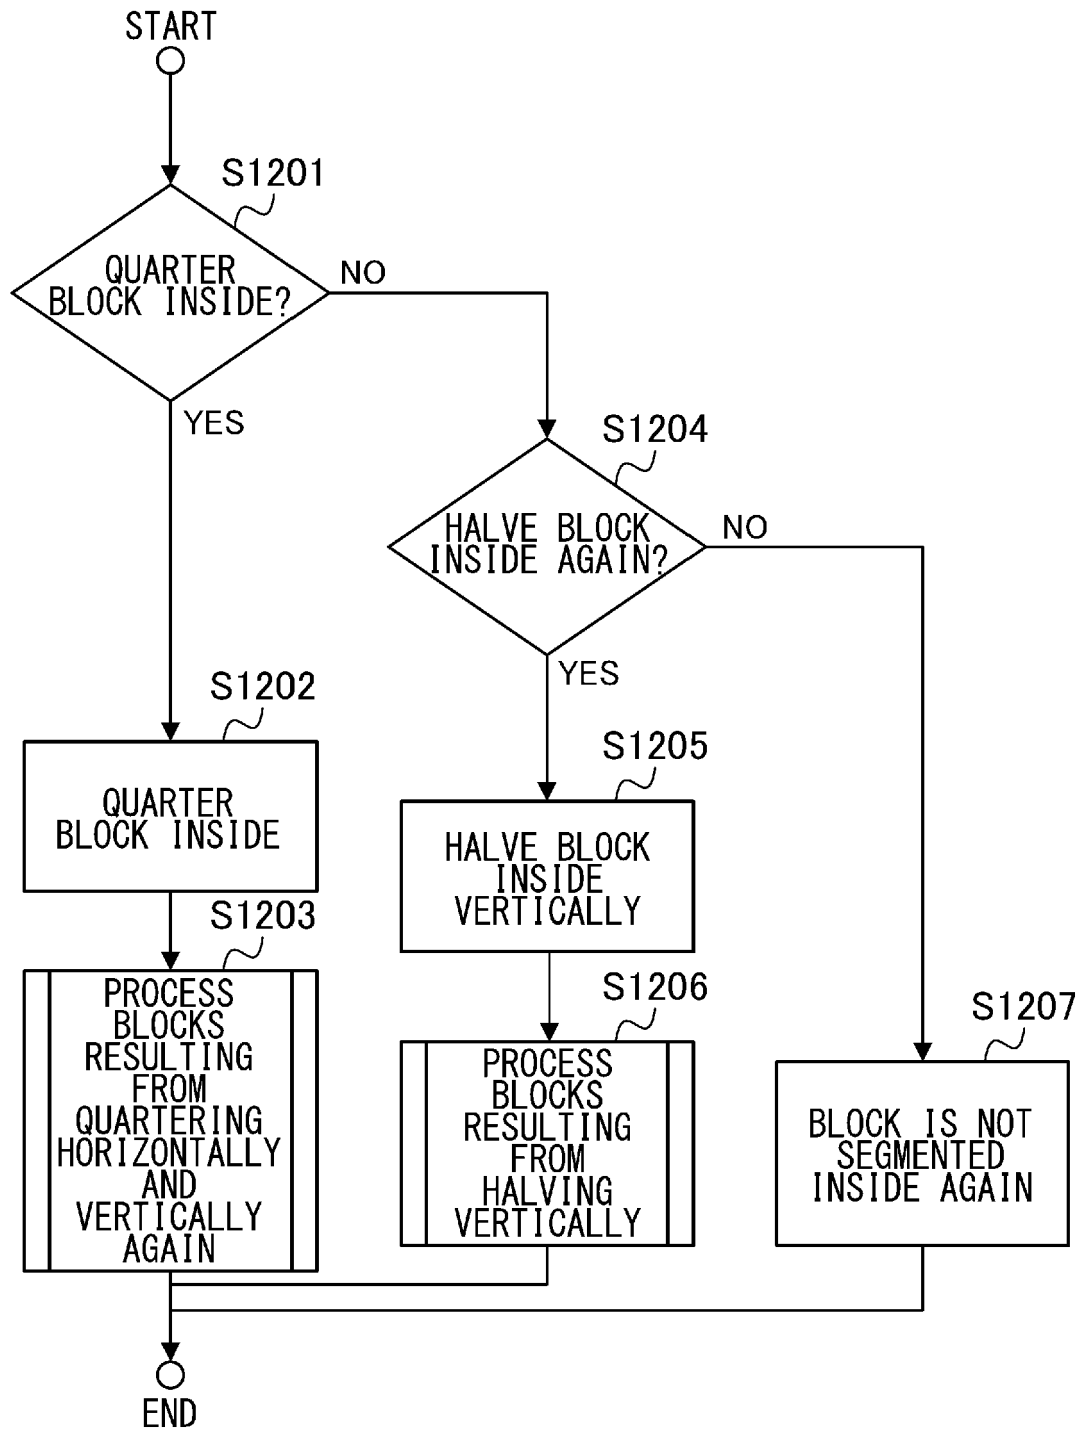 START
S1201
QUARTER
BLOCK INSIDE?
NO
YES
S1204
HALVE BLOCK
INSIDE AGAIN?
NO
YES
S1202
QUARTER
BLOCK INSIDE
S1205
HALVE BLOCK
INSIDE
VERTICALLY
S1203
PROCESS
BLOCKS
RESULTING
FROM
QUARTERING
HORIZONTALLY
AND
VERTICALLY
AGAIN
S1206
PROCESS
BLOCKS
RESULTING
FROM
HALVING
VERTICALLY
S1207
BLOCK IS NOT
SEGMENTED
INSIDE AGAIN
END